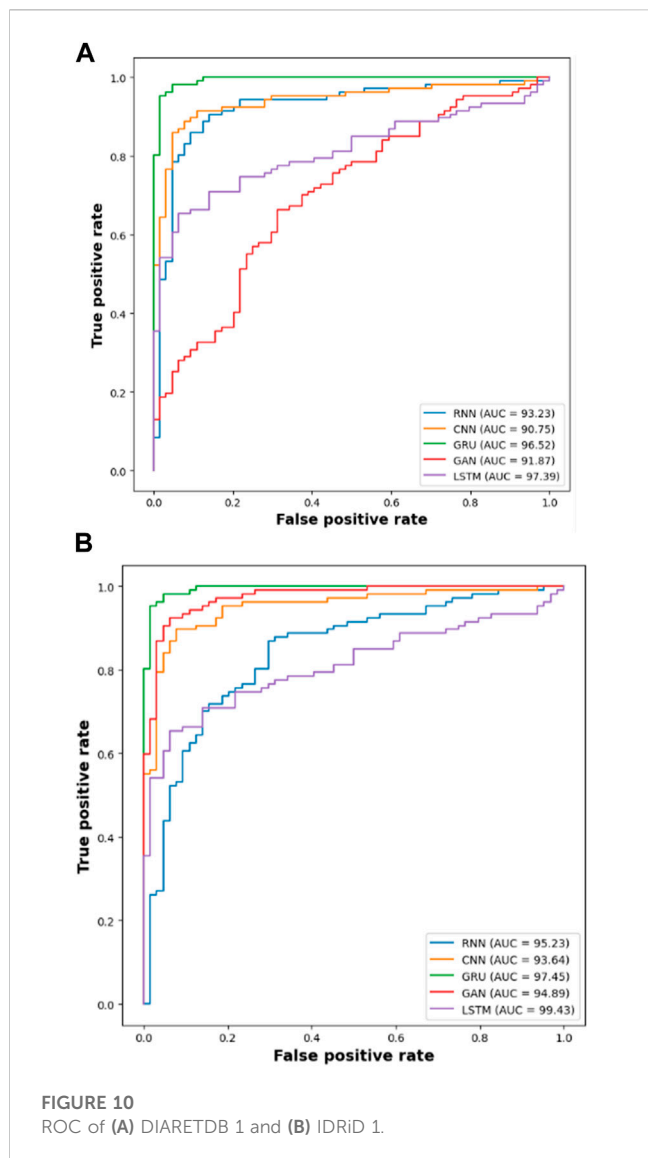 A
True positive rate
1.0
0.8
0.6
0.4
0.2
0.0
0.0 0.2 0.4 0.6 0.8 1.0
False positive rate
RNN (AUC = 93.23)
CNN (AUC = 90.75)
GRU (AUC = 96.52)
GAN (AUC = 91.87)
LSTM (AUC = 97.39)
B
True positive rate
1.0
0.8
0.6
0.4
0.2
0.0
0.0 0.2 0.4 0.6 0.8 1.0
False positive rate
RNN (AUC = 95.23)
CNN (AUC = 93.64)
GRU (AUC = 97.45)
GAN (AUC = 94.89)
LSTM (AUC = 99.43)
FIGURE 10
ROC of (A) DIARETDB 1 and (B) IDRiD 1.